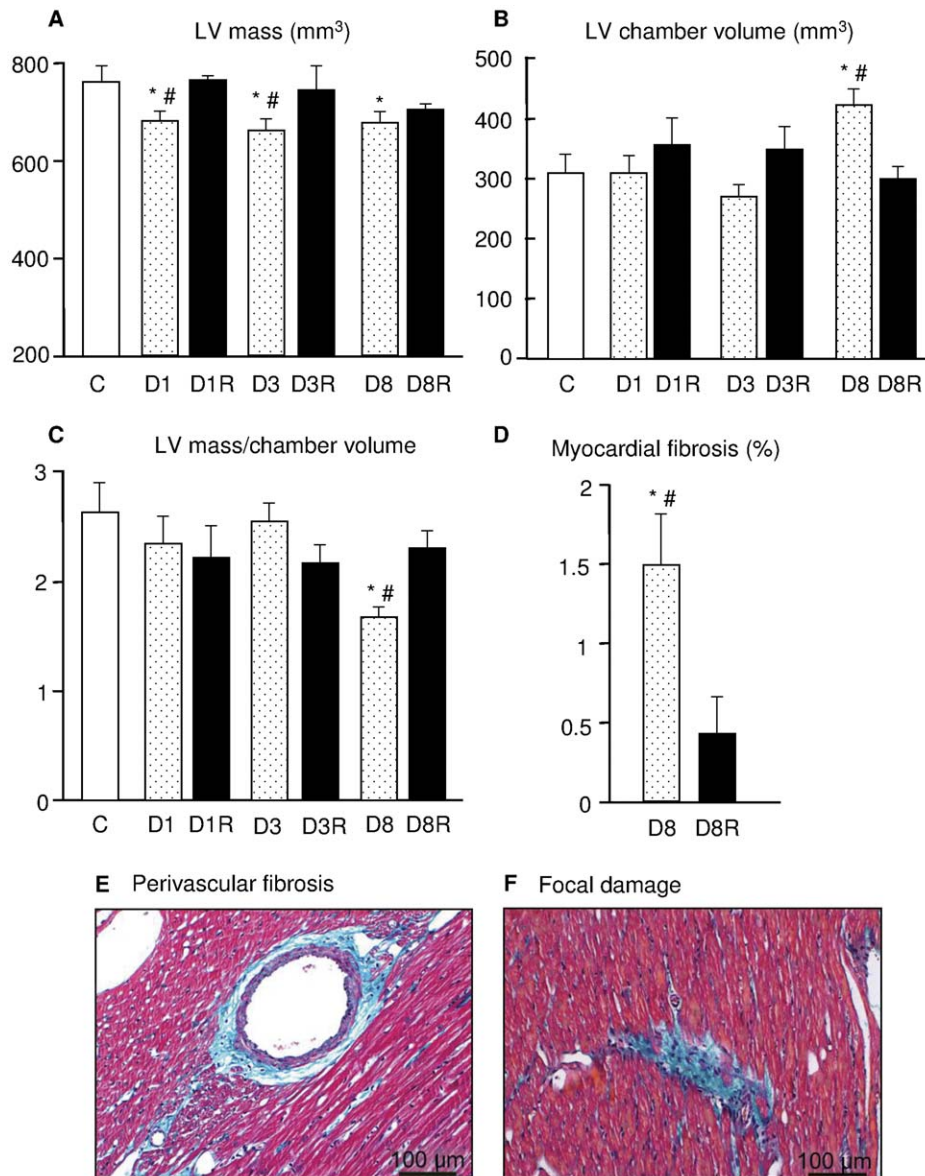 A
LV mass (mm³)
800
600
400
200
* #
* #
*
C D1 D1R D3 D3R D8 D8R
B
LV chamber volume (mm³)
500
400
300
200
100
0
* #
C D1 D1R D3 D3R D8 D8R
C
LV mass/chamber volume
3
2
1
0
* #
C D1 D1R D3 D3R D8 D8R
D
Myocardial fibrosis (%)
2
1.5
1
0.5
0
* #
D8 D8R
E Perivascular fibrosis
100 µm
F Focal damage
100 µm